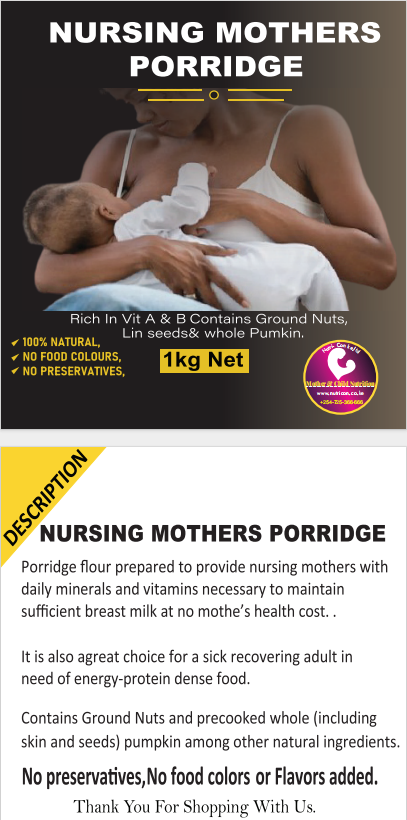 NURSING MOTHERS
PORRIDGE
Rich In Vit A & B Contains Ground Nuts,
Lin seeds& whole Pumkin.
✔ 100% NATURAL,
✔ NO FOOD COLOURS,
✔ NO PRESERVATIVES,
1kg Net
Mother & Child Nutrition
www.nutricon.co.ke
DESCRIPTION
NURSING MOTHERS PORRIDGE
Porridge flour prepared to provide nursing mothers with
daily minerals and vitamins necessary to maintain
sufficient breast milk at no mothe's health cost. .
It is also agreat choice for a sick recovering adult in
need of energy-protein dense food.
Contains Ground Nuts and precooked whole (including
skin and seeds) pumpkin among other natural ingredients.
No preservatives,No food colors or Flavors added.
Thank You For Shopping With Us.